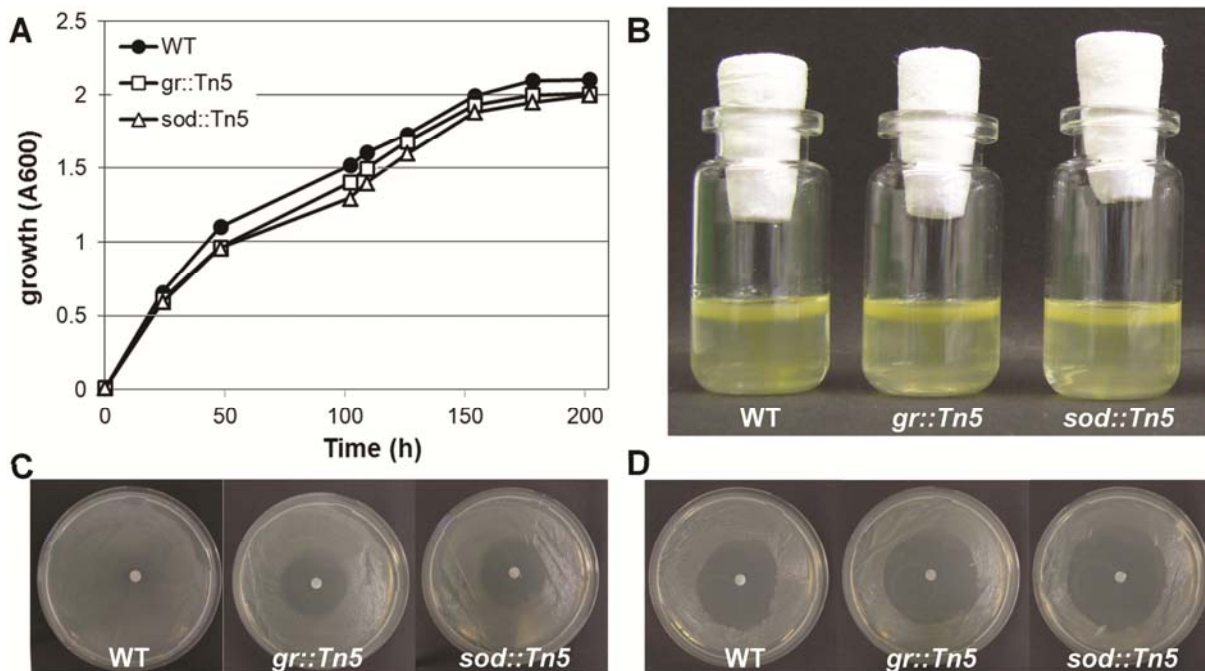 A
growth (A600)
2.5
2
1.5
1
0.5
0
WT
gr::Tn5
sod::Tn5
0 50 100 150 200
Time (h)
B
WT gr::Tn5 sod::Tn5
C
WT gr::Tn5 sod::Tn5
D
WT gr::Tn5 sod::Tn5